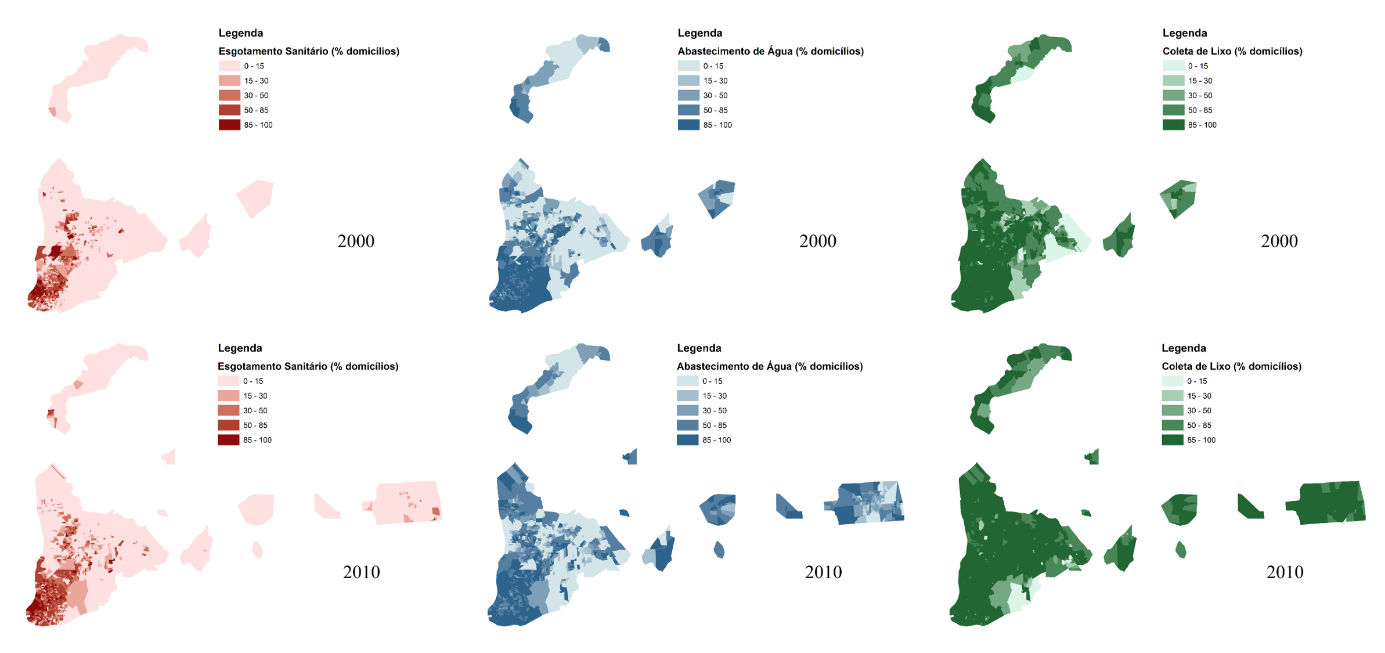 Legenda
Esgotamento Sanitário (% domicílios)
0 - 15
15 - 30
30 - 50
50 - 85
85 - 100
2000
Legenda
Abastecimento de Água (% domicílios)
0 - 15
15 - 30
30 - 50
50 - 85
85 - 100
2000
Legenda
Coleta de Lixo (% domicílios)
0 - 15
15 - 30
30 - 50
50 - 85
85 - 100
2000
Legenda
Esgotamento Sanitário (% domicílios)
0 - 15
15 - 30
30 - 50
50 - 85
85 - 100
2010
Legenda
Abastecimento de Água (% domicílios)
0 - 15
15 - 30
30 - 50
50 - 85
85 - 100
2010
Legenda
Coleta de Lixo (% domicílios)
0 - 15
15 - 30
30 - 50
50 - 85
85 - 100
2010